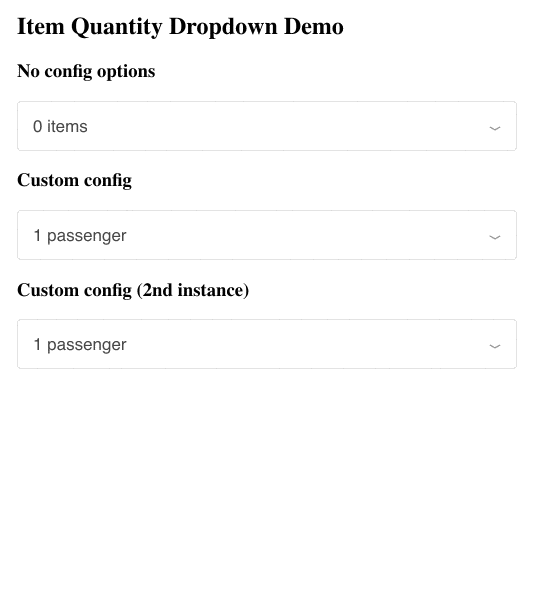 Item Quantity Dropdown Demo
No config options
0 items
Custom config
1 passenger
Custom config (2nd instance)
1 passenger